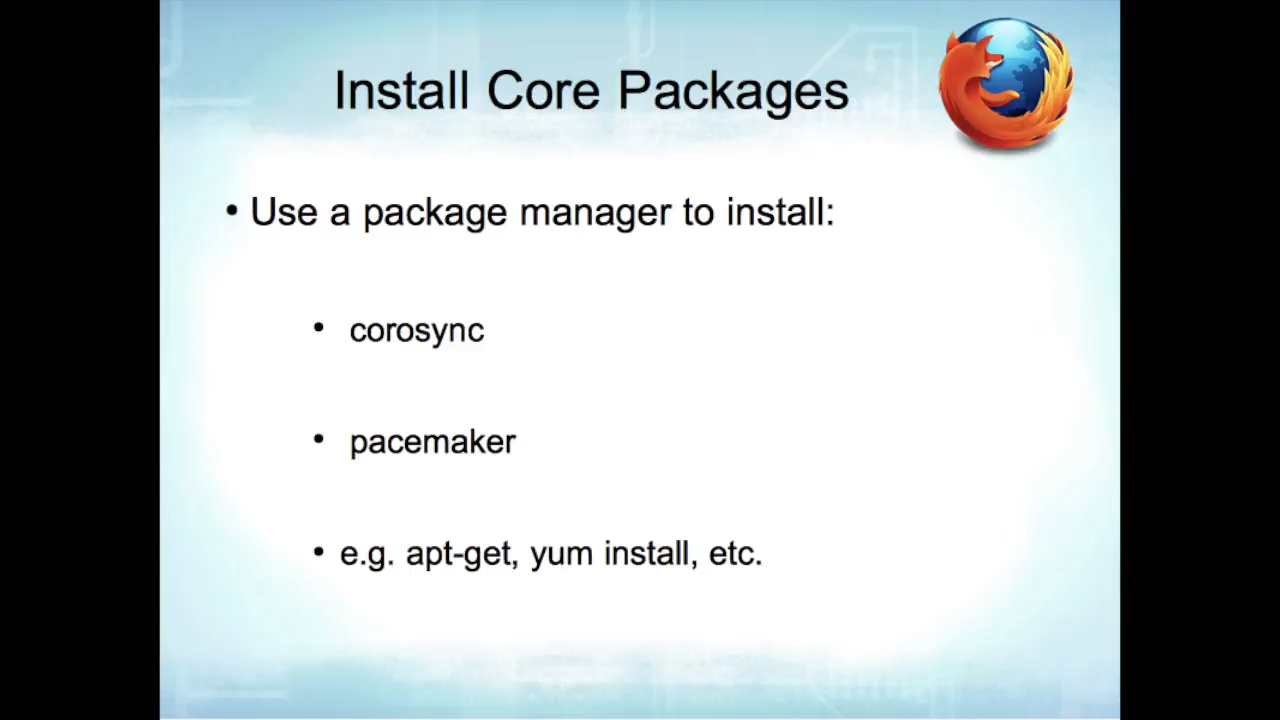 Install Core Packages
• Use a package manager to install:
• corosync
• pacemaker
• e.g. apt-get, yum install, etc.